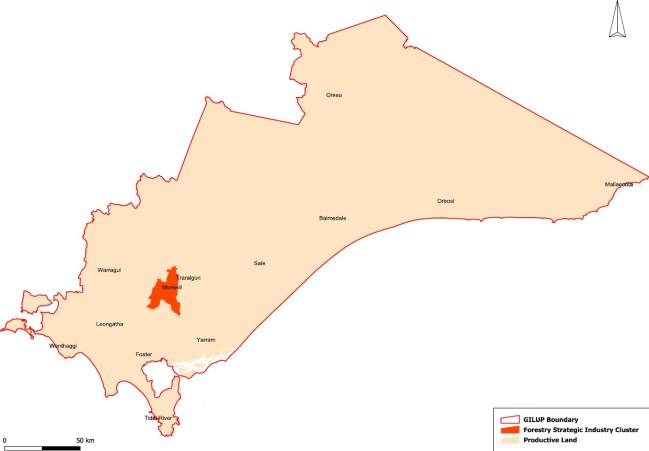 Omeo
Mallacoota
Orbost
Bairnsdale
Sale
Warragul
Traralgon
Morwell
Leongatha
Yarram
Wonthaggi
Foster
Tidal River
GILUP Boundary
Forestry Strategic Industry Cluster
Productive Land
0 50 km